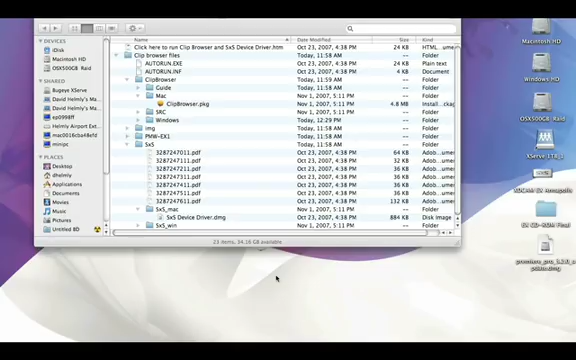 Name
Date Modified
Size
Kind
Click here to run Clip Browser and SxS Device Driver.htm Oct 23, 2007, 4:38 PM 24 KB HTML
Clip browser files Today, 11:58 AM -- Folder
AUTORUN.EXE Oct 23, 2007, 4:38 PM 24 KB Plain text
AUTORUN.INF Oct 23, 2007, 4:38 PM 4 KB Document
ClipBrowser Today, 11:59 AM -- Folder
Guide Today, 11:58 AM -- Folder
Mac Nov 1, 2007, 5:11 PM -- Folder
ClipBrowser.pkg Nov 1, 2007, 5:11 PM 4.8 MB
SRC Nov 1, 2007, 5:11 PM -- Folder
Windows Today, 12:29 PM -- Folder
img Today, 11:58 AM -- Folder
PMW-EX1 Today, 11:58 AM -- Folder
SxS Today, 11:58 AM -- Folder
3287247011.pdf Oct 23, 2007, 4:38 PM 64 KB
3287247111.pdf Oct 23, 2007, 4:38 PM 32 KB
3287247211.pdf Oct 23, 2007, 4:38 PM 36 KB
3287247311.pdf Oct 23, 2007, 4:38 PM 36 KB
3287247411.pdf Oct 23, 2007, 4:38 PM 36 KB
3287247511.pdf Oct 23, 2007, 4:38 PM 36 KB
3287247611.pdf Oct 23, 2007, 4:38 PM 132 KB
SxS_mac Nov 1, 2007, 5:11 PM -- Folder
SxS Device Driver.dmg Oct 23, 2007, 4:38 PM 884 KB Disk Image
SxS_win Nov 1, 2007, 5:11 PM -- Folder
23 items, 34.16 GB available
DEVICES
iDisk
Macintosh HD
OSX500GB_Raid
SHARED
Bugeye XServe
David Helmly's Ma...
David Helmly's Ma...
ep0998ff
Helmly Airport Ext...
mac0016cba48efd
minipc
PLACES
Desktop
dhelmly
Applications
Documents
Movies
Music
Pictures
Untitled BD
Macintosh HD
Windows HD
OSX500GB_Raid
XServe LTB_1
XDCAM EX Annapolis
EX CD-ROM Final